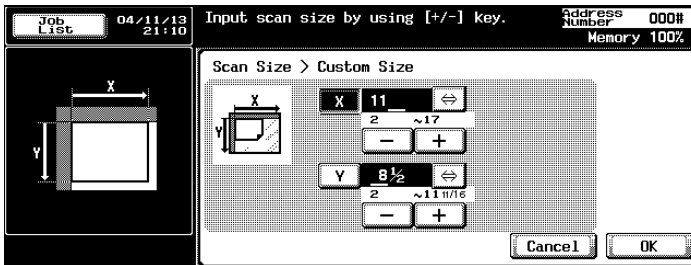 Job List
04/11/13
21:10
Input scan size by using [+/-] key.
Address Number 000#
Memory 100%
Scan Size > Custom Size
X
Y
X
Y
X 11 ⇔
2 ~17
− +
Y 8½ ⇔
2 ~11 11/16
− +
Cancel OK